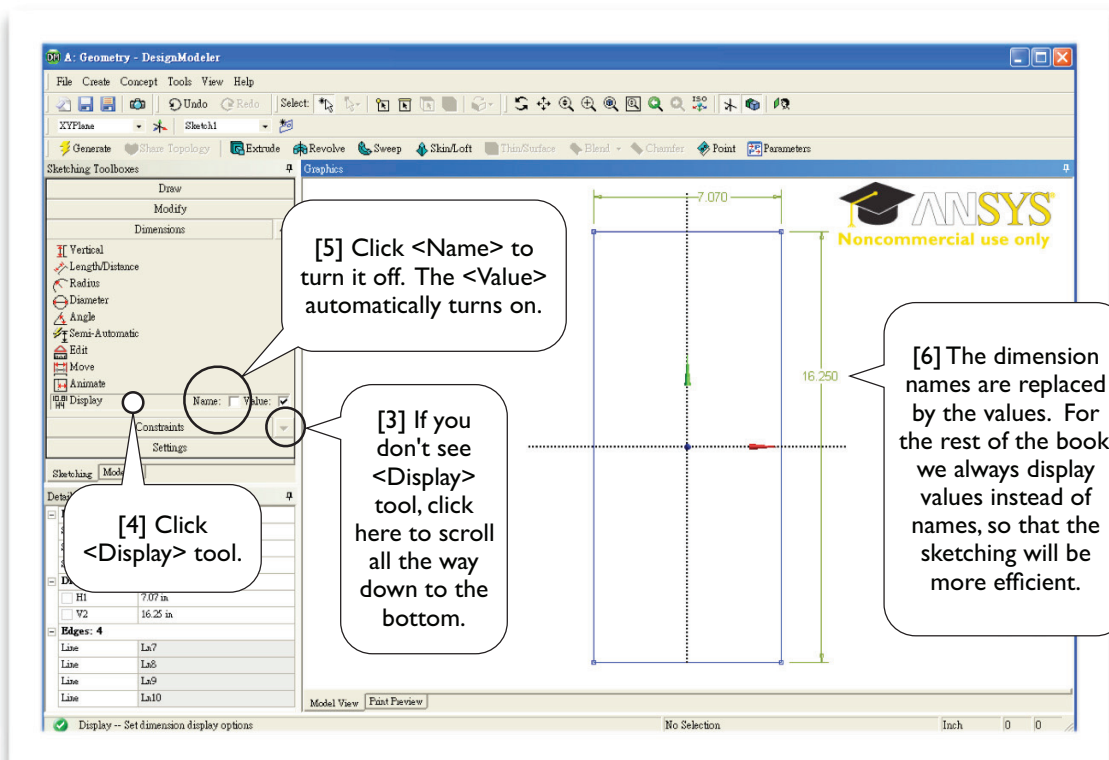 A: Geometry - DesignModeler
File Create Concept Tools View Help
Undo Redo Select:
XYPlane Sketch1
Generate Share Topology Extrude Revolve Sweep Skin/Loft Thin/Surface Blend Chamfer Point Parameters
Sketching Toolboxes
Graphics
Draw
Modify
Dimensions
Vertical
Length/Distance
Radius
Diameter
Angle
Semi-Automatic
Edit
Move
Animate
Display Name: Value:
Constraints
Settings
Sketching
[5] Click <Name> to
turn it off. The <Value>
automatically turns on.
[3] If you
don't see
<Display>
tool, click
here to scroll
all the way
down to the
bottom.
[4] Click
<Display> tool.
H1 7.07 in
V2 16.25 in
Edges: 4
Line Ln7
Line Ln8
Line Ln9
Line Ln10
7.070
16.250
ANSYS
Noncommercial use only
[6] The dimension
names are replaced
by the values. For
the rest of the book
we always display
values instead of
names, so that the
sketching will be
more efficient.
Model View Print Preview
Display -- Set dimension display options No Selection Inch 0 0